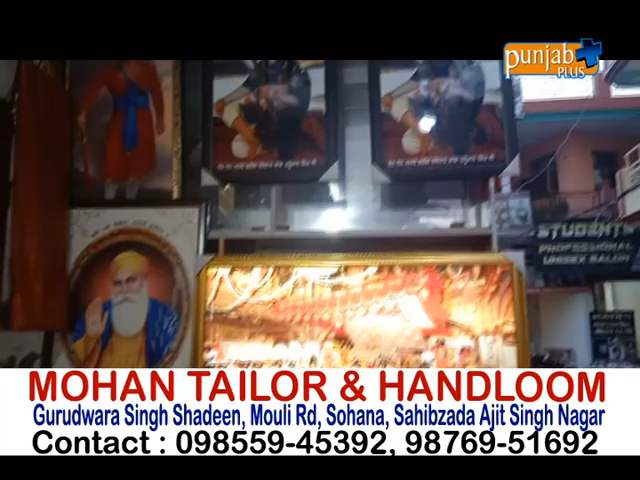 punjab
PLUS
STUDENTS
PROFESSIONAL
UNISEX SALON
MOHAN TAILOR & HANDLOOM
Gurudwara Singh Shadeen, Mouli Rd, Sohana, Sahibzada Ajit Singh Nagar
Contact : 098559-45392, 98769-51692